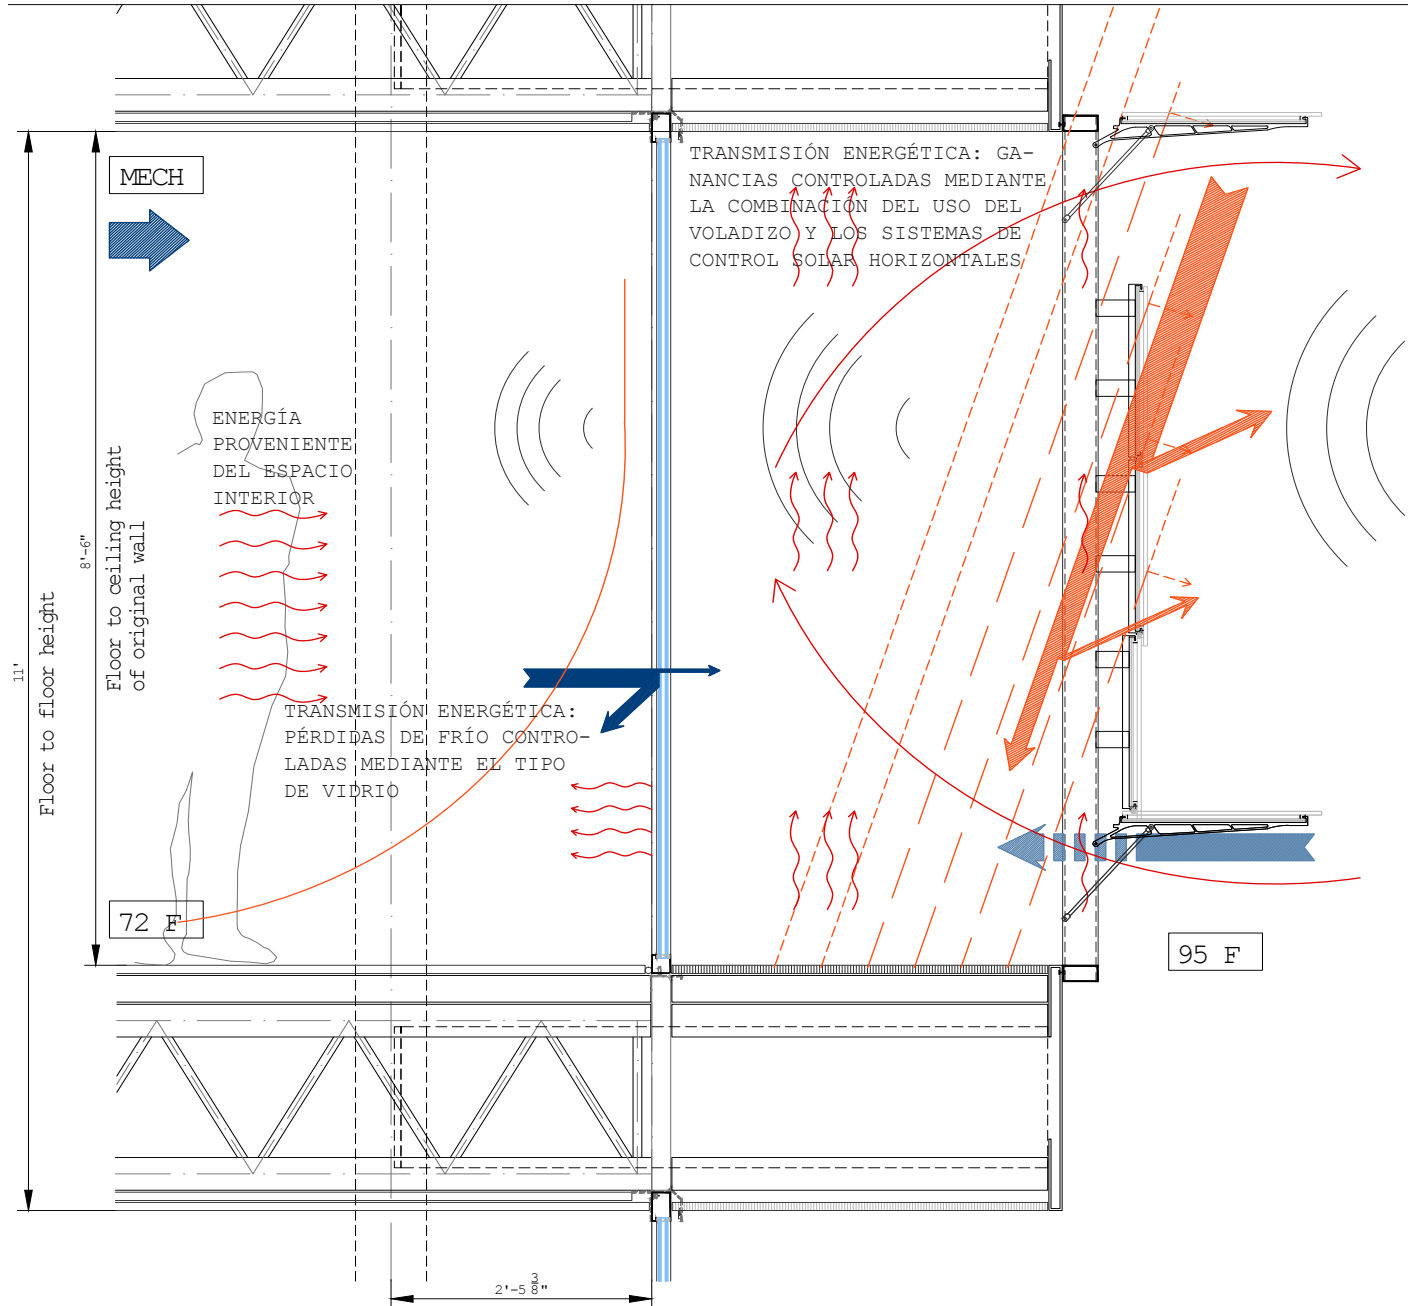 MECH
TRANSMISIÓN ENERGÉTICA: GA-
NANCIAS CONTROLADAS MEDIANTE
LA COMBINACIÓN DEL USO DEL
VOLADIZO Y LOS SISTEMAS DE
CONTROL SOLAR HORIZONTALES
ENERGÍA
PROVENIENTE
DEL ESPACIO
INTERIOR
8'-6"
Floor to ceiling height
of original wall
11'
Floor to floor height
TRANSMISIÓN ENERGÉTICA:
PÉRDIDAS DE FRÍO CONTRO-
LADAS MEDIANTE EL TIPO
DE VIDRIO
72 F
95 F
2'-5 3/8"